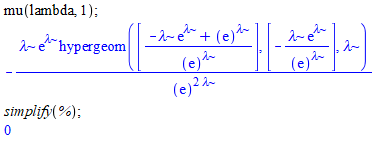 mu(lambda, 1);
- λ~ e^λ~ hypergeom([ (-λ~ e^λ~ + (e)^λ~) / (e)^λ~ ], [ - (λ~ e^λ~) / (e)^λ~ ], λ~) / (e)^(2 λ~)
simplify(%);
0